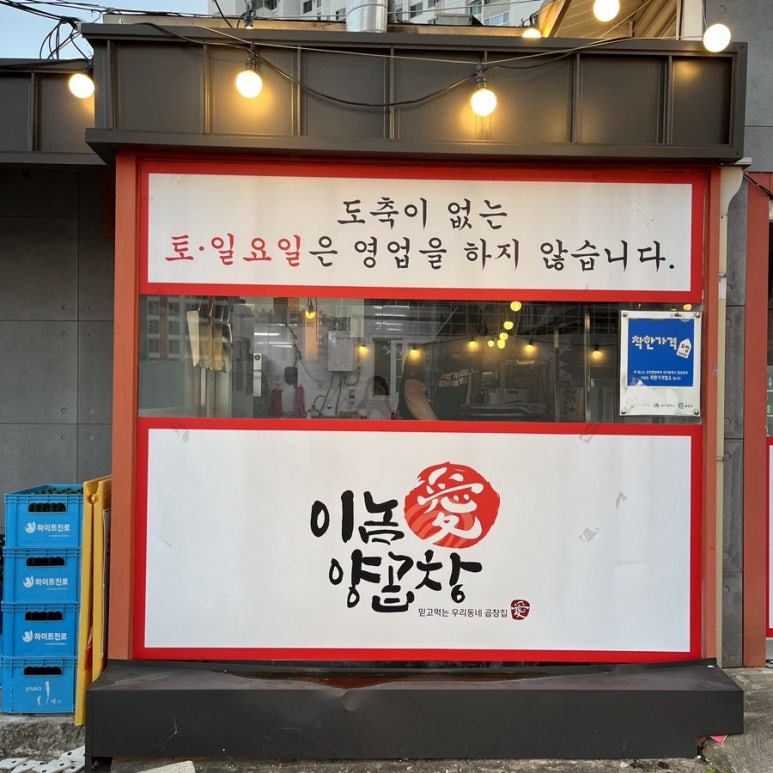 도축이 없는
토·일요일은 영업을 하지 않습니다.
착한가격
이놈 愛
양곱창
믿고먹는 우리동네 곱창집 愛
하이트진로
하이트진로
하이트진로
JINRO